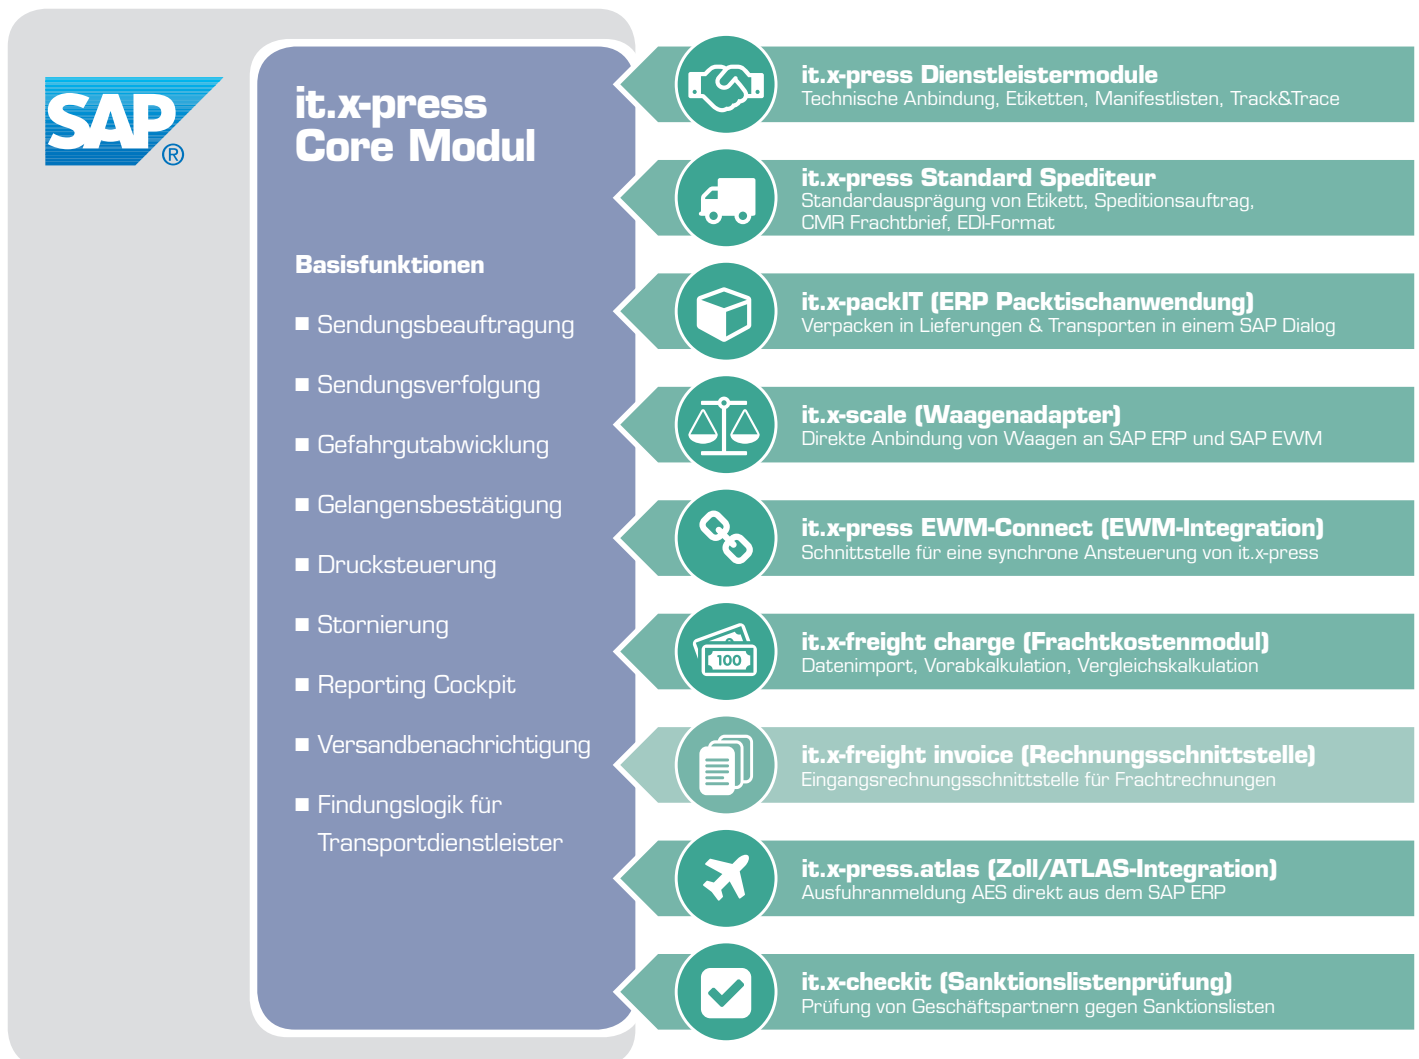 SAP®
it.x-press
Core Modul
Basisfunktionen
Sendungsbeauftragung
Sendungsverfolgung
Gefahrgutabwicklung
Gelangensbestätigung
Drucksteuerung
Stornierung
Reporting Cockpit
Versandbenachrichtigung
Findungslogik für
Transportdienstleister
it.x-press Dienstleistermodule
Technische Anbindung, Etiketten, Manifestlisten, Track&Trace
it.x-press Standard Spediteur
Standardausprägung von Etikett, Speditionsauftrag,
CMR Frachtbrief, EDI-Format
it.x-packIT (ERP Packtischanwendung)
Verpacken in Lieferungen & Transporten in einem SAP Dialog
it.x-scale (Waagenadapter)
Direkte Anbindung von Waagen an SAP ERP und SAP EWM
it.x-press EWM-Connect (EWM-Integration)
Schnittstelle für eine synchrone Ansteuerung von it.x-press
100
it.x-freight charge (Frachtkostenmodul)
Datenimport, Vorabkalkulation, Vergleichskalkulation
it.x-freight invoice (Rechnungsschnittstelle)
Eingangsrechnungsschnittstelle für Frachtrechnungen
it.x-press.atlas (Zoll/ATLAS-Integration)
Ausfuhranmeldung AES direkt aus dem SAP ERP
it.x-checkit (Sanktionslistenprüfung)
Prüfung von Geschäftspartnern gegen Sanktionslisten